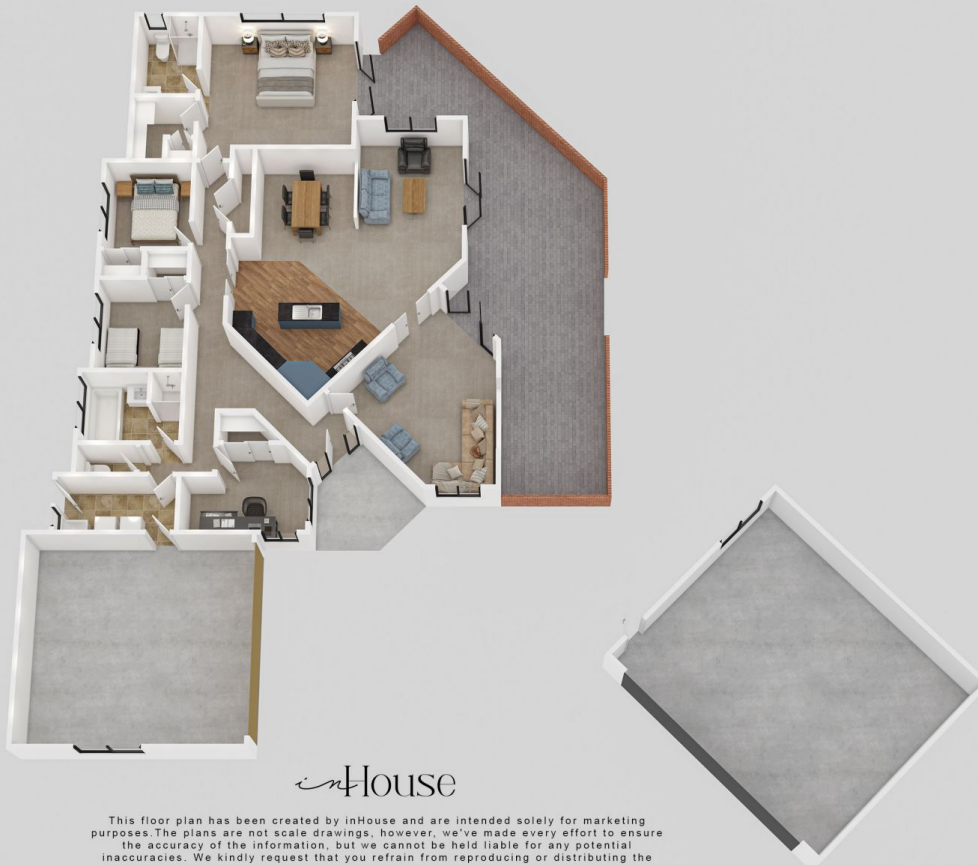 inHouse
This floor plan has been created by inHouse and are intended solely for marketing
purposes.The plans are not scale drawings, however, we've made every effort to ensure
the accuracy of the information, but we cannot be held liable for any potential
inaccuracies. We kindly request that you refrain from reproducing or distributing the